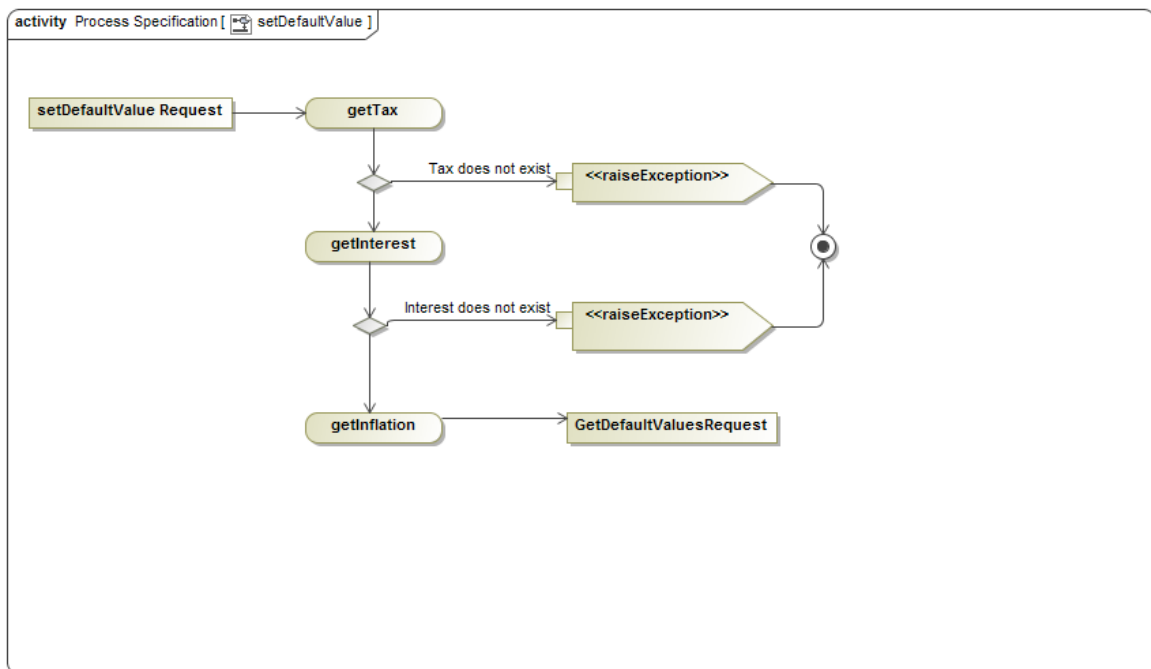 activity Process Specification [ setDefaultValue ]
setDefaultValue Request
getTax
Tax does not exist
<<raiseException>>
getInterest
Interest does not exist
<<raiseException>>
getInflation
GetDefaultValuesRequest